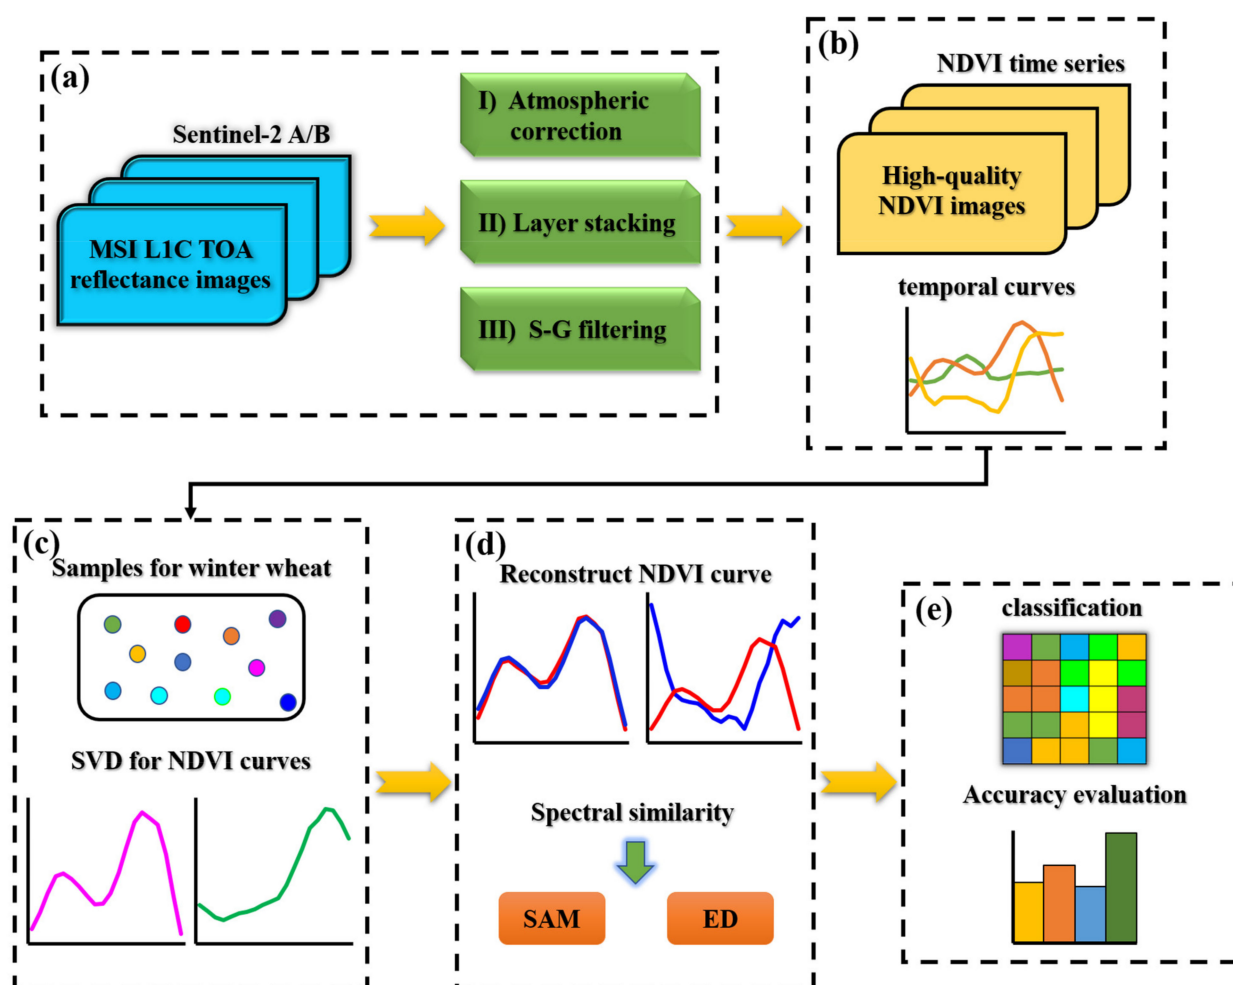 (a)
Sentinel-2 A/B
MSI L1C TOA
reflectance images
I) Atmospheric
correction
II) Layer stacking
III) S-G filtering
(b)
NDVI time series
High-quality
NDVI images
temporal curves
(c)
Samples for winter wheat
SVD for NDVI curves
(d)
Reconstruct NDVI curve
Spectral similarity
SAM
ED
(e)
classification
Accuracy evaluation